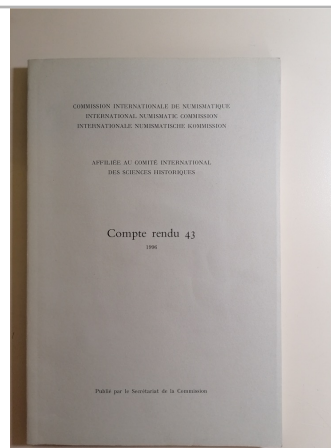 COMMISSION INTERNATIONALE DE NUMISMATIQUE
INTERNATIONAL NUMISMATIC COMMISSION
INTERNATIONALE NUMISMATISCHE KOMMISSION
AFFILIÉE AU COMITÉ INTERNATIONAL
DES SCIENCES HISTORIQUES
Compte rendu 43
1996
Publié par le Secrétariat de la Commission